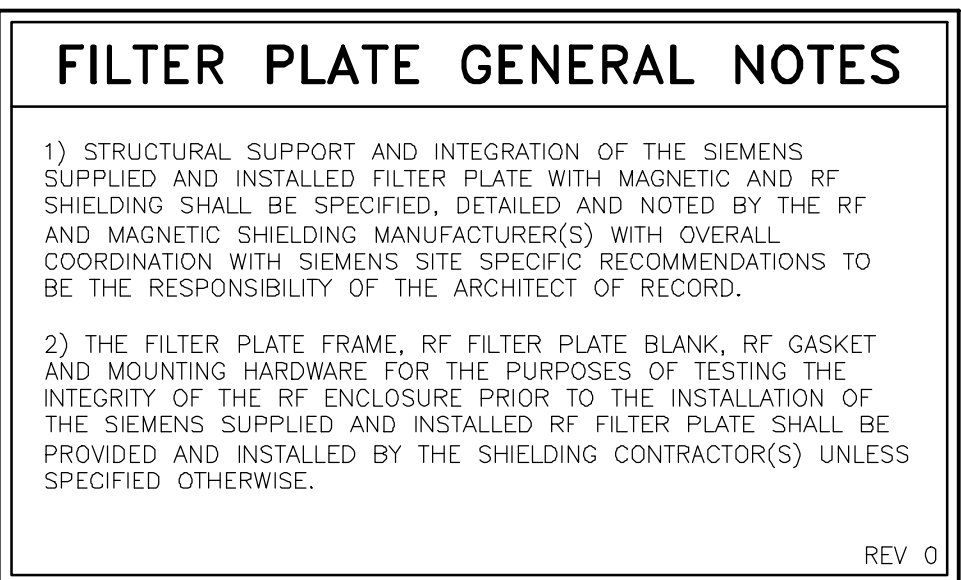 FILTER PLATE GENERAL NOTES
1) STRUCTURAL SUPPORT AND INTEGRATION OF THE SIEMENS
SUPPLIED AND INSTALLED FILTER PLATE WITH MAGNETIC AND RF
SHIELDING SHALL BE SPECIFIED, DETAILED AND NOTED BY THE RF
AND MAGNETIC SHIELDING MANUFACTURER(S) WITH OVERALL
COORDINATION WITH SIEMENS SITE SPECIFIC RECOMMENDATIONS TO
BE THE RESPONSIBILITY OF THE ARCHITECT OF RECORD.
2) THE FILTER PLATE FRAME, RF FILTER PLATE BLANK, RF GASKET
AND MOUNTING HARDWARE FOR THE PURPOSES OF TESTING THE
INTEGRITY OF THE RF ENCLOSURE PRIOR TO THE INSTALLATION OF
THE SIEMENS SUPPLIED AND INSTALLED RF FILTER PLATE SHALL BE
PROVIDED AND INSTALLED BY THE SHIELDING CONTRACTOR(S) UNLESS
SPECIFIED OTHERWISE.
REV 0